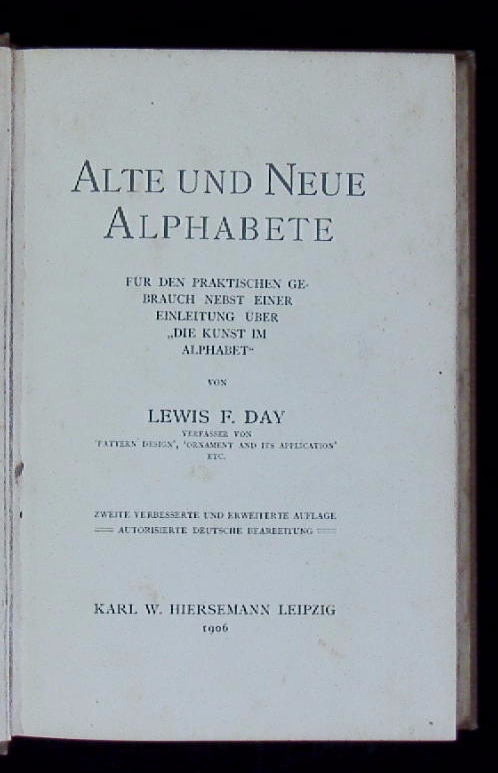 ALTE UND NEUE
ALPHABETE
FÜR DEN PRAKTISCHEN GE-
BRAUCH NEBST EINER
EINLEITUNG ÜBER
„DIE KUNST IM
ALPHABET“
VON
LEWIS F. DAY
VERFASSER VON
'PATTERN DESIGN', 'ORNAMENT AND ITS APPLICATION'
ETC.
ZWEITE VERBESSERTE UND ERWEITERTE AUFLAGE
AUTORISIERTE DEUTSCHE BEARBEITUNG
KARL W. HIERSEMANN LEIPZIG
1906